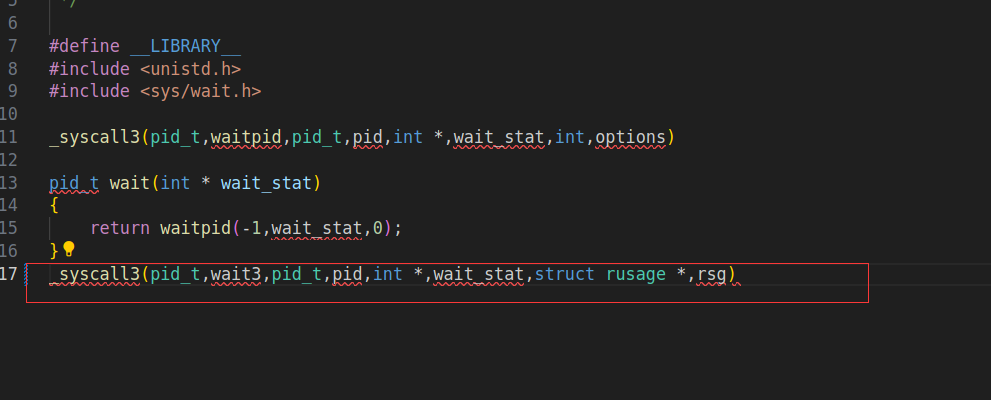 5 */
6
7 #define __LIBRARY__
8 #include <unistd.h>
9 #include <sys/wait.h>
10
11 _syscall3(pid_t,waitpid,pid_t,pid,int *,wait_stat,int,options)
12
13 pid_t wait(int * wait_stat)
14 {
15     return waitpid(-1,wait_stat,0);
16 }
17 _syscall3(pid_t,wait3,pid_t,pid,int *,wait_stat,struct rusage *,rsg)